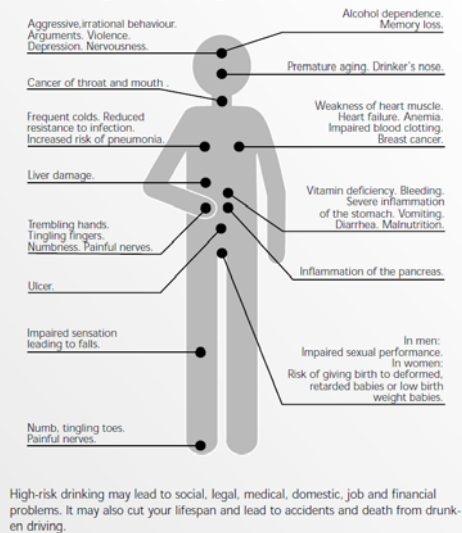 Aggressive,irrational behaviour.
Arguments. Violence.
Depression. Nervousness.
Alcohol dependence.
Memory loss.
Cancer of throat and mouth .
Premature aging. Drinker's nose.
Frequent colds. Reduced
resistance to infection.
Increased risk of pneumonia.
Weakness of heart muscle.
Heart failure. Anemia.
Impaired blood clotting.
Breast cancer.
Liver damage.
Vitamin deficiency. Bleeding.
Severe inflammation
of the stomach. Vomiting.
Diarrhea. Malnutrition.
Trembling hands.
Tingling fingers.
Numbness. Painful nerves.
Inflammation of the pancreas.
Ulcer.
Impaired sensation
leading to falls.
In men:
Impaired sexual performance.
In women:
Risk of giving birth to deformed,
retarded babies or low birth
weight babies.
Numb, tingling toes.
Painful nerves.
High-risk drinking may lead to social, legal, medical, domestic, job and financial
problems. It may also cut your lifespan and lead to accidents and death from drunk-
en driving.